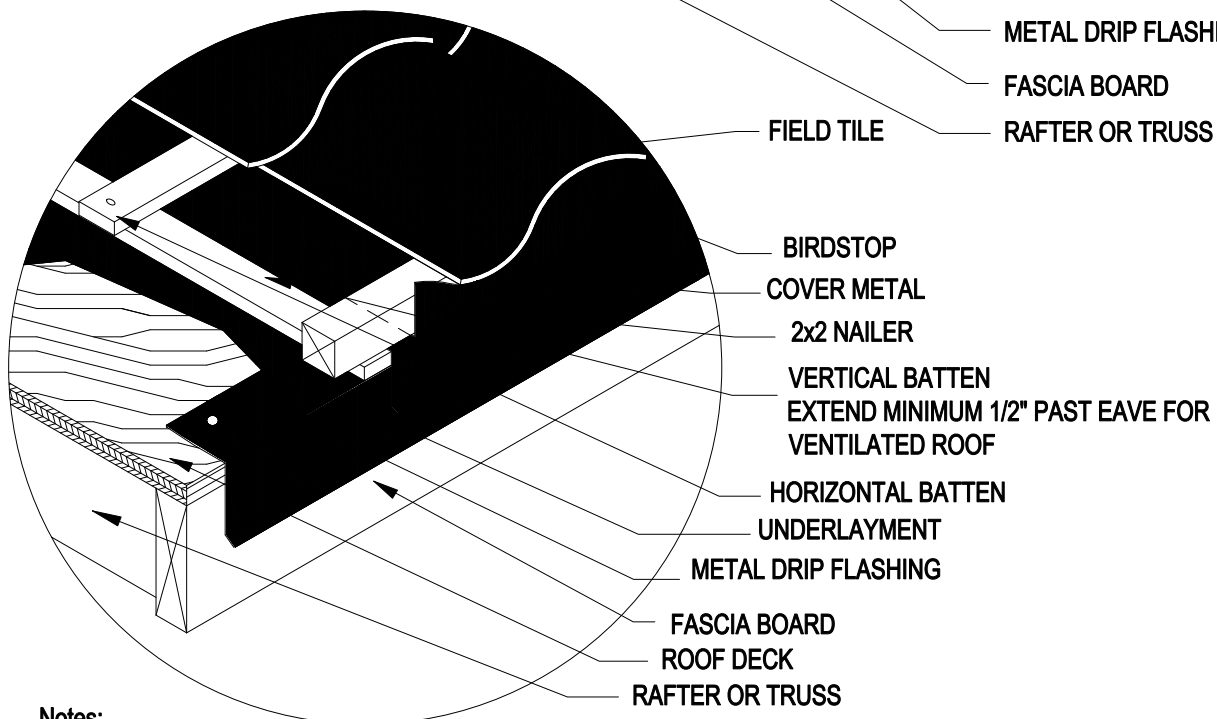 METAL DRIP FLASHI
FASCIA BOARD
RAFTER OR TRUSS
FIELD TILE
BIRDSTOP
COVER METAL
2x2 NAILER
VERTICAL BATTEN
EXTEND MINIMUM 1/2" PAST EAVE FOR
VENTILATED ROOF
HORIZONTAL BATTEN
UNDERLAYMENT
METAL DRIP FLASHING
FASCIA BOARD
ROOF DECK
RAFTER OR TRUSS
Notes: